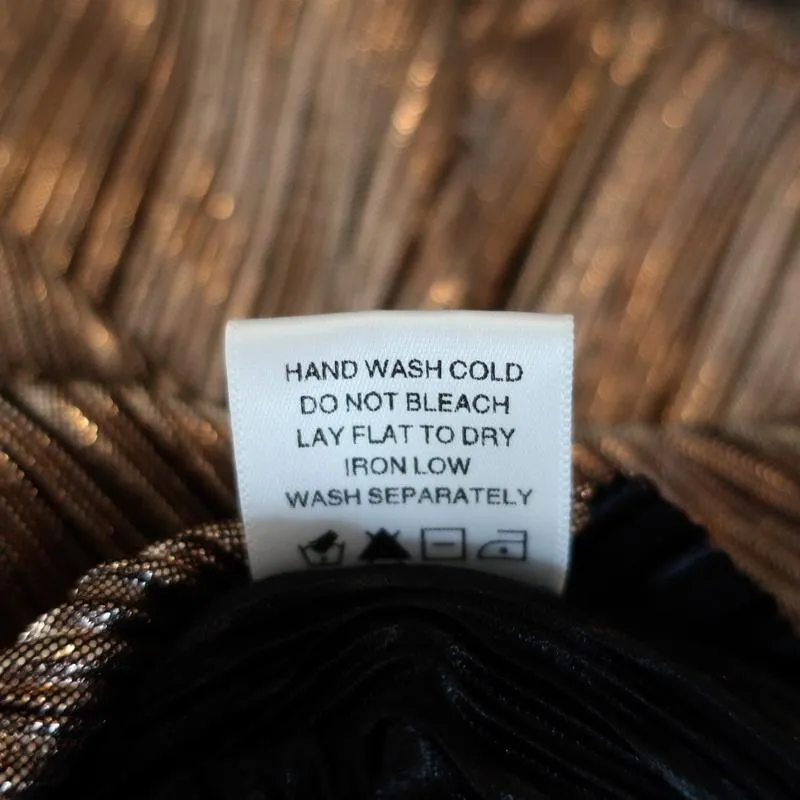 HAND WASH COLD
DO NOT BLEACH
LAY FLAT TO DRY
IRON LOW
WASH SEPARATELY